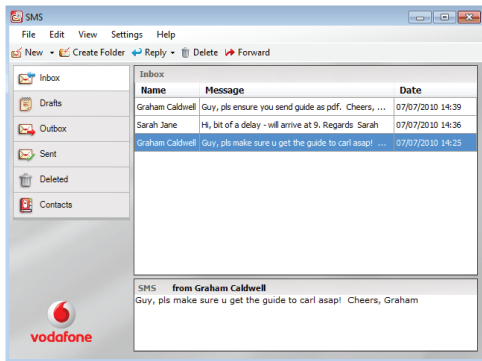 SMS
File Edit View Settings Help
New Create Folder Reply Delete Forward
Inbox
Drafts
Outbox
Sent
Deleted
Contacts
vodafone
Inbox
Name Message Date
Graham Caldwell Guy, pls ensure you send guide as pdf. Cheers, ... 07/07/2010 14:39
Sarah Jane Hi, bit of a delay - will arrive at 9. Regards Sarah 07/07/2010 14:36
Graham Caldwell Guy, pls make sure u get the guide to carl asap! ... 07/07/2010 14:25
SMS from Graham Caldwell
Guy, pls make sure u get the guide to carl asap! Cheers, Graham